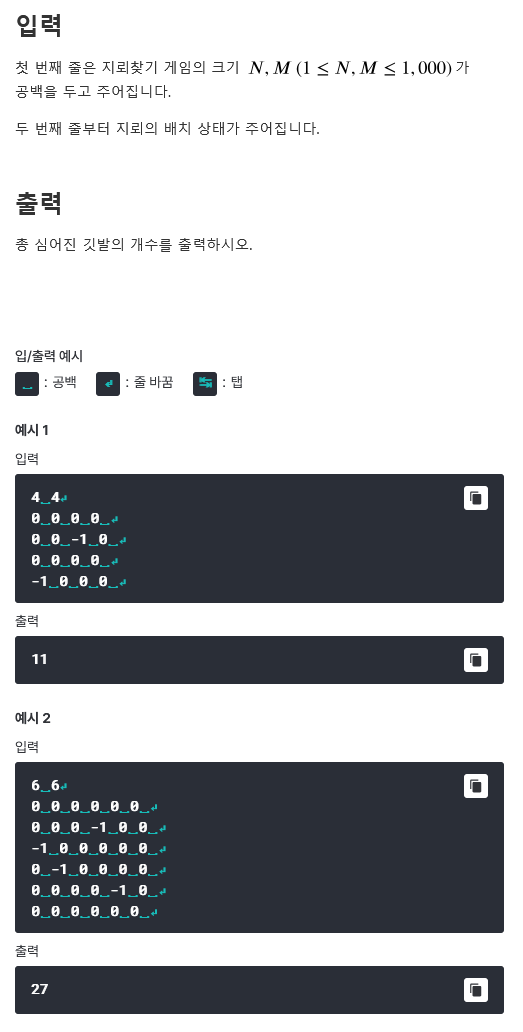 입력
첫 번째 줄은 지뢰찾기 게임의 크기 N, M (1 ≤ N, M ≤ 1,000) 가
공백을 두고 주어집니다.
두 번째 줄부터 지뢰의 배치 상태가 주어집니다.
출력
총 심어진 깃발의 개수를 출력하시오.
입/출력 예시
␣ : 공백 ↲ : 줄 바꿈 ↹ : 탭
예시 1
입력
4␣4↲
0␣0␣0␣0␣↲
0␣0␣-1␣0␣↲
0␣0␣0␣0␣↲
-1␣0␣0␣0␣↲
출력
11
예시 2
입력
6␣6↲
0␣0␣0␣0␣0␣0␣↲
0␣0␣0␣-1␣0␣0␣↲
-1␣0␣0␣0␣0␣0␣↲
0␣-1␣0␣0␣0␣0␣↲
0␣0␣0␣0␣-1␣0␣↲
0␣0␣0␣0␣0␣0␣↲
출력
27